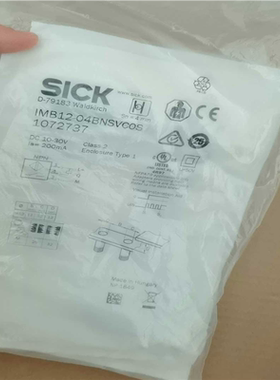 SICK
D-79183 Waldkirch
IMB12-04BNSVC0S
1072737
DC 10-30V
Class 2
Enclosure Type 1
Made in Hungary